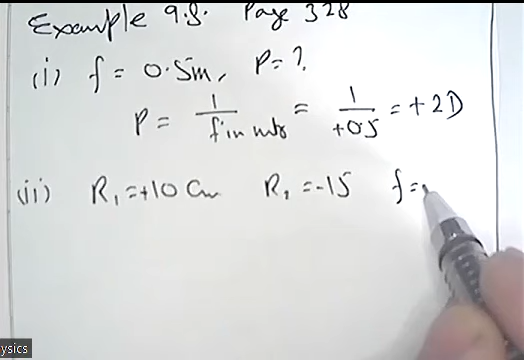 Example 9.8. Page 328
(i) f = 0.5m, P = ?
P = 1/f in mts = 1/+0.5 = +2D
(ii) R₁ = +10 Cm R₂ = -15 f =
ysics